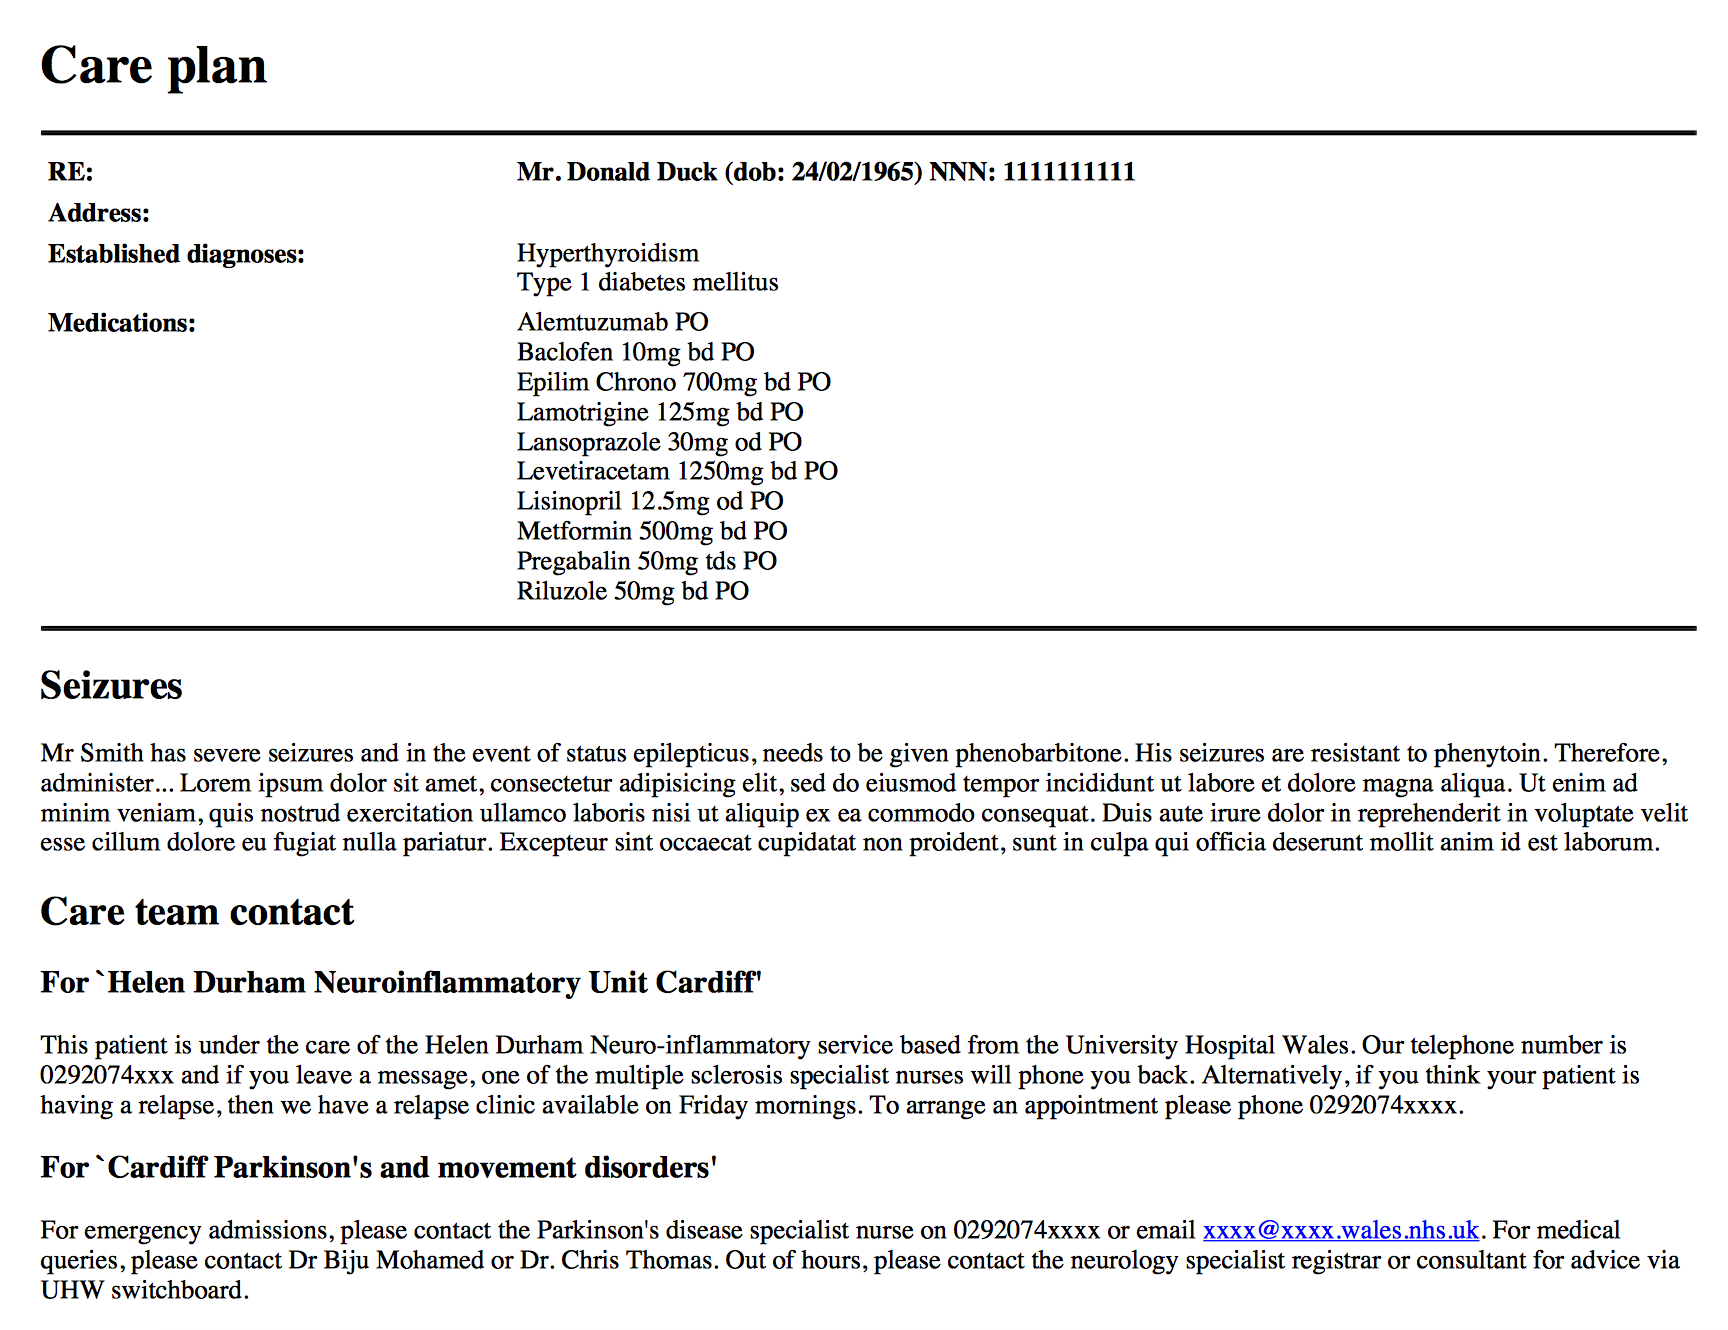 Care plan
RE: Mr. Donald Duck (dob: 24/02/1965) NNN: 1111111111
Address:
Established diagnoses: Hyperthyroidism
Type 1 diabetes mellitus
Medications: Alemtuzumab PO
Baclofen 10mg bd PO
Epilim Chrono 700mg bd PO
Lamotrigine 125mg bd PO
Lansoprazole 30mg od PO
Levetiracetam 1250mg bd PO
Lisinopril 12.5mg od PO
Metformin 500mg bd PO
Pregabalin 50mg tds PO
Riluzole 50mg bd PO
Seizures
Mr Smith has severe seizures and in the event of status epilepticus, needs to be given phenobarbitone. His seizures are resistant to phenytoin. Therefore,
administer... Lorem ipsum dolor sit amet, consectetur adipisicing elit, sed do eiusmod tempor incididunt ut labore et dolore magna aliqua. Ut enim ad
minim veniam, quis nostrud exercitation ullamco laboris nisi ut aliquip ex ea commodo consequat. Duis aute irure dolor in reprehenderit in voluptate velit
esse cillum dolore eu fugiat nulla pariatur. Excepteur sint occaecat cupidatat non proident, sunt in culpa qui officia deserunt mollit anim id est laborum.
Care team contact
For `Helen Durham Neuroinflammatory Unit Cardiff'
This patient is under the care of the Helen Durham Neuro-inflammatory service based from the University Hospital Wales. Our telephone number is
0292074xxx and if you leave a message, one of the multiple sclerosis specialist nurses will phone you back. Alternatively, if you think your patient is
having a relapse, then we have a relapse clinic available on Friday mornings. To arrange an appointment please phone 0292074xxxx.
For `Cardiff Parkinson's and movement disorders'
For emergency admissions, please contact the Parkinson's disease specialist nurse on 0292074xxxx or email xxxx@xxxx.wales.nhs.uk. For medical
queries, please contact Dr Biju Mohamed or Dr. Chris Thomas. Out of hours, please contact the neurology specialist registrar or consultant for advice via
UHW switchboard.